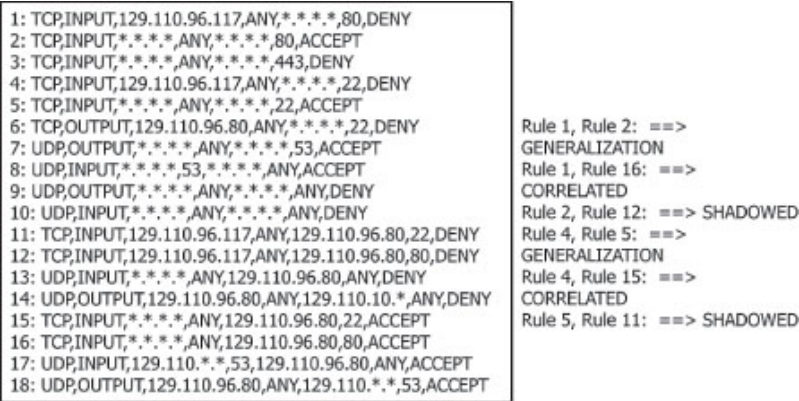 1: TCP,INPUT,129.110.96.117,ANY,*.*.*.*,80,DENY
2: TCP,INPUT,*.*.*.*,ANY,*.*.*.*,80,ACCEPT
3: TCP,INPUT,*.*.*.*,ANY,*.*.*.*,443,DENY
4: TCP,INPUT,129.110.96.117,ANY,*.*.*.*,22,DENY
5: TCP,INPUT,*.*.*.*,ANY,*.*.*.*,22,ACCEPT
6: TCP,OUTPUT,129.110.96.80,ANY,*.*.*.*,22,DENY
7: UDP,OUTPUT,*.*.*.*,ANY,*.*.*.*,53,ACCEPT
8: UDP,INPUT,*.*.*.*,53,*.*.*.*,ANY,ACCEPT
9: UDP,OUTPUT,*.*.*.*,ANY,*.*.*.*,ANY,DENY
10: UDP,INPUT,*.*.*.*,ANY,*.*.*.*,ANY,DENY
11: TCP,INPUT,129.110.96.117,ANY,129.110.96.80,22,DENY
12: TCP,INPUT,129.110.96.117,ANY,129.110.96.80,80,DENY
13: UDP,INPUT,*.*.*.*,ANY,129.110.96.80,ANY,DENY
14: UDP,OUTPUT,129.110.96.80,ANY,129.110.10.*,ANY,DENY
15: TCP,INPUT,*.*.*.*,ANY,129.110.96.80,22,ACCEPT
16: TCP,INPUT,*.*.*.*,ANY,129.110.96.80,80,ACCEPT
17: UDP,INPUT,129.110.*.*,53,129.110.96.80,ANY,ACCEPT
18: UDP,OUTPUT,129.110.96.80,ANY,129.110.*.*,53,ACCEPT
Rule 1, Rule 2: ==>
GENERALIZATION
Rule 1, Rule 16: ==>
CORRELATED
Rule 2, Rule 12: ==> SHADOWED
Rule 4, Rule 5: ==>
GENERALIZATION
Rule 4, Rule 15: ==>
CORRELATED
Rule 5, Rule 11: ==> SHADOWED